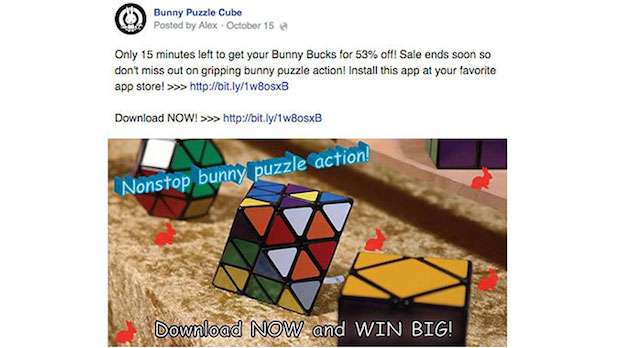 Bunny Puzzle Cube
Posted by Alex · October 15
Only 15 minutes left to get your Bunny Bucks for 53% off! Sale ends soon so
don't miss out on gripping bunny puzzle action! Install this app at your favorite
app store! >>> http://bit.ly/1w8osxB
Download NOW! >>> http://bit.ly/1w8osxB
Nonstop bunny puzzle action!
Download NOW and WIN BIG!